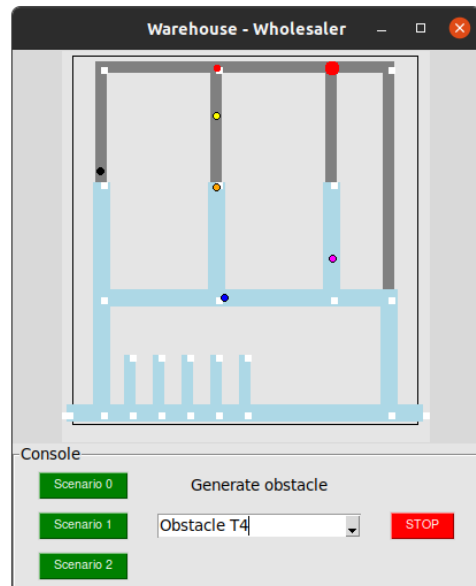 Warehouse - Wholesaler
Console
Scenario 0
Generate obstacle
Scenario 1
Obstacle T4
STOP
Scenario 2